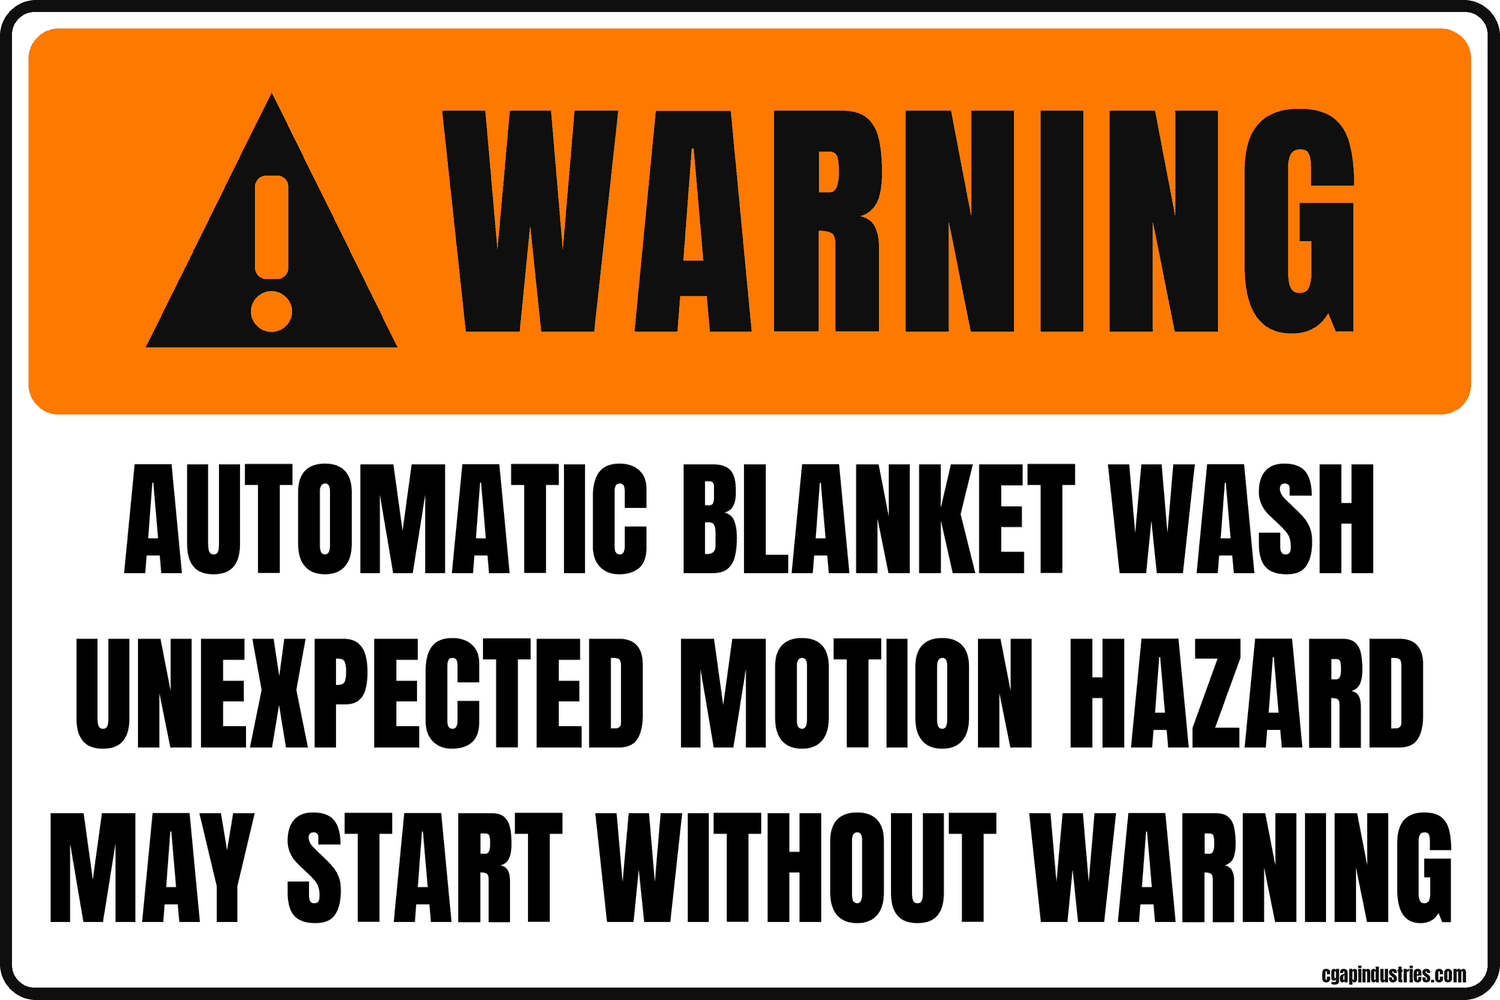 WARNING
AUTOMATIC BLANKET WASH
UNEXPECTED MOTION HAZARD
MAY START WITHOUT WARNING
cgapindustries.com